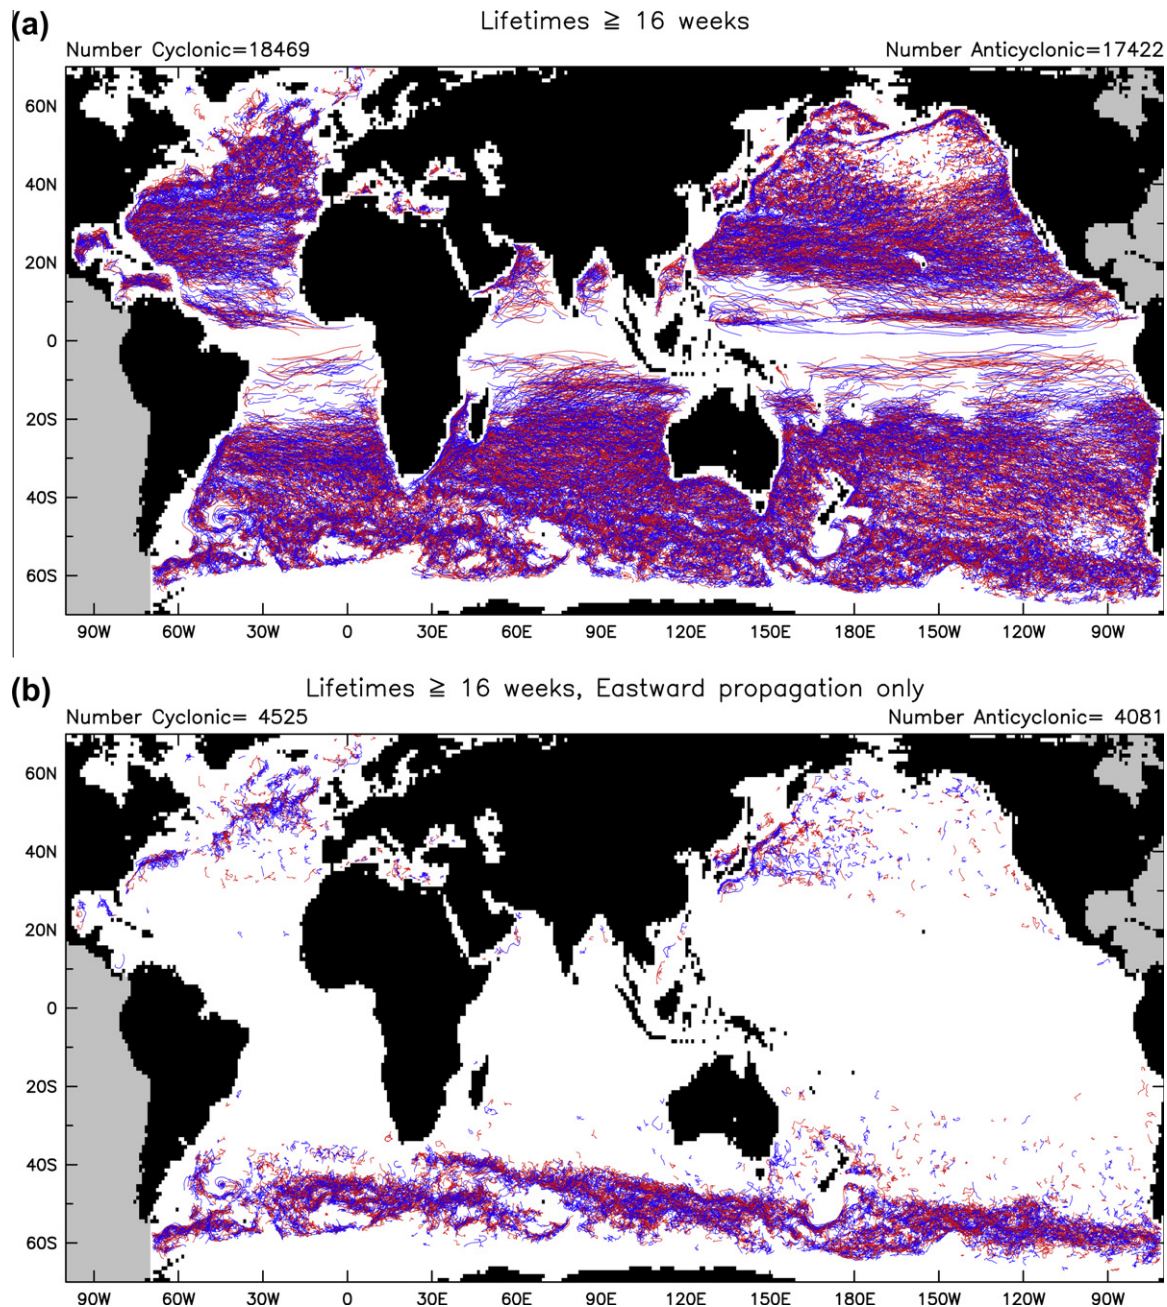 (a)
Lifetimes ≧ 16 weeks
Number Cyclonic=18469 Number Anticyclonic=17422
60N
40N
20N
0
20S
40S
60S
90W 60W 30W 0 30E 60E 90E 120E 150E 180E 150W 120W 90W
(b)
Lifetimes ≧ 16 weeks, Eastward propagation only
Number Cyclonic= 4525 Number Anticyclonic= 4081
60N
40N
20N
0
20S
40S
60S
90W 60W 30W 0 30E 60E 90E 120E 150E 180E 150W 120W 90W